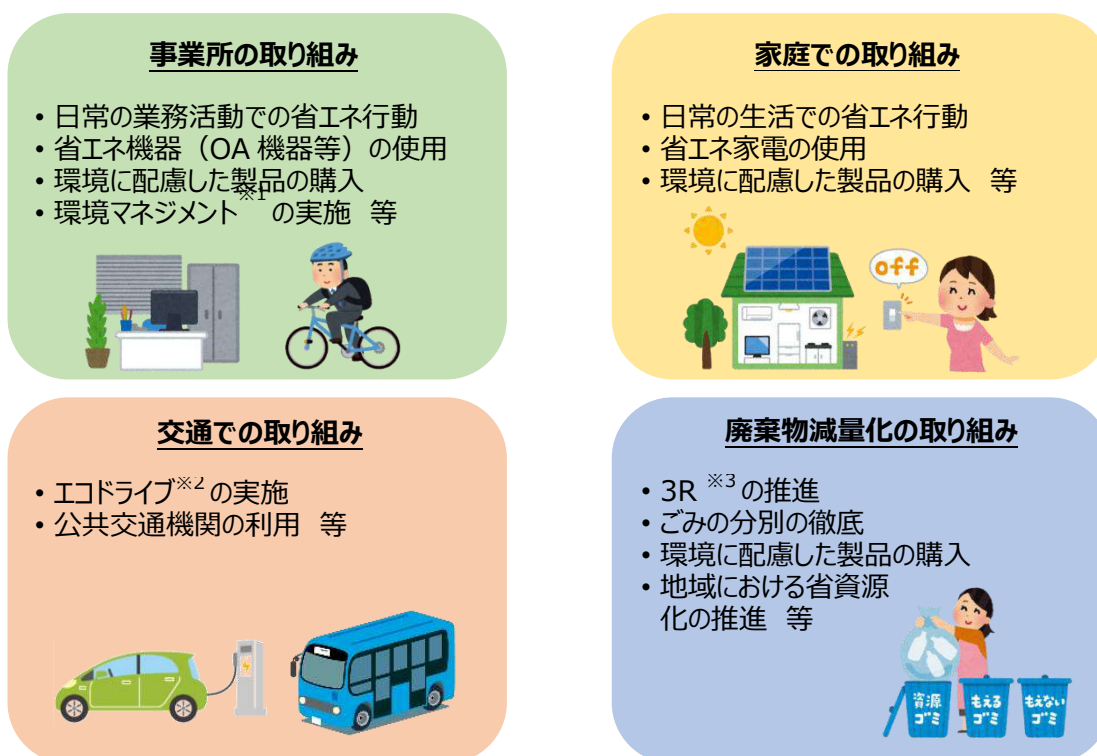 事業所の取り組み
• 日常の業務活動での省エネ行動
• 省エネ機器（OA 機器等）の使用
• 環境に配慮した製品の購入
• 環境マネジメント※1の実施 等
家庭での取り組み
• 日常の生活での省エネ行動
• 省エネ家電の使用
• 環境に配慮した製品の購入 等
off
交通での取り組み
• エコドライブ※2の実施
• 公共交通機関の利用 等
廃棄物減量化の取り組み
• 3R ※3の推進
• ごみの分別の徹底
• 環境に配慮した製品の購入
• 地域における省資源
化の推進 等
資源
ゴミ
もえる
ゴミ
もえない
ゴミ